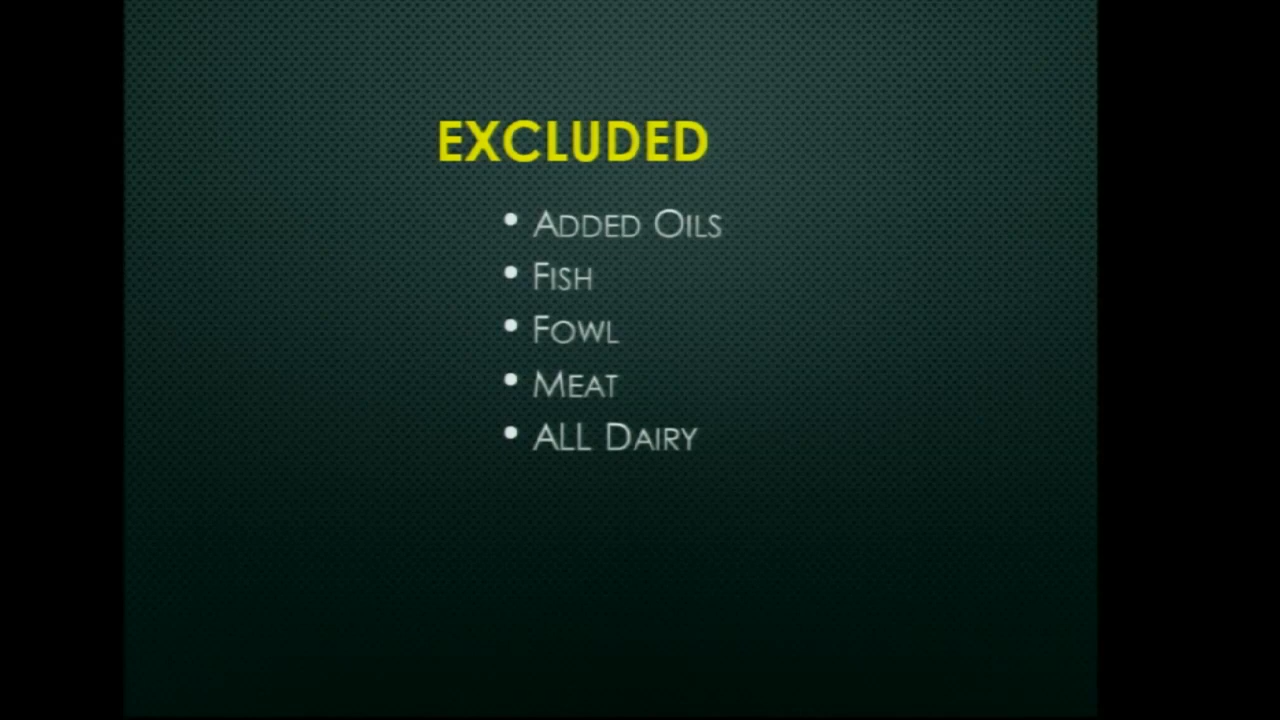 EXCLUDED
• ADDED OILS
• FISH
• FOWL
• MEAT
• ALL DAIRY